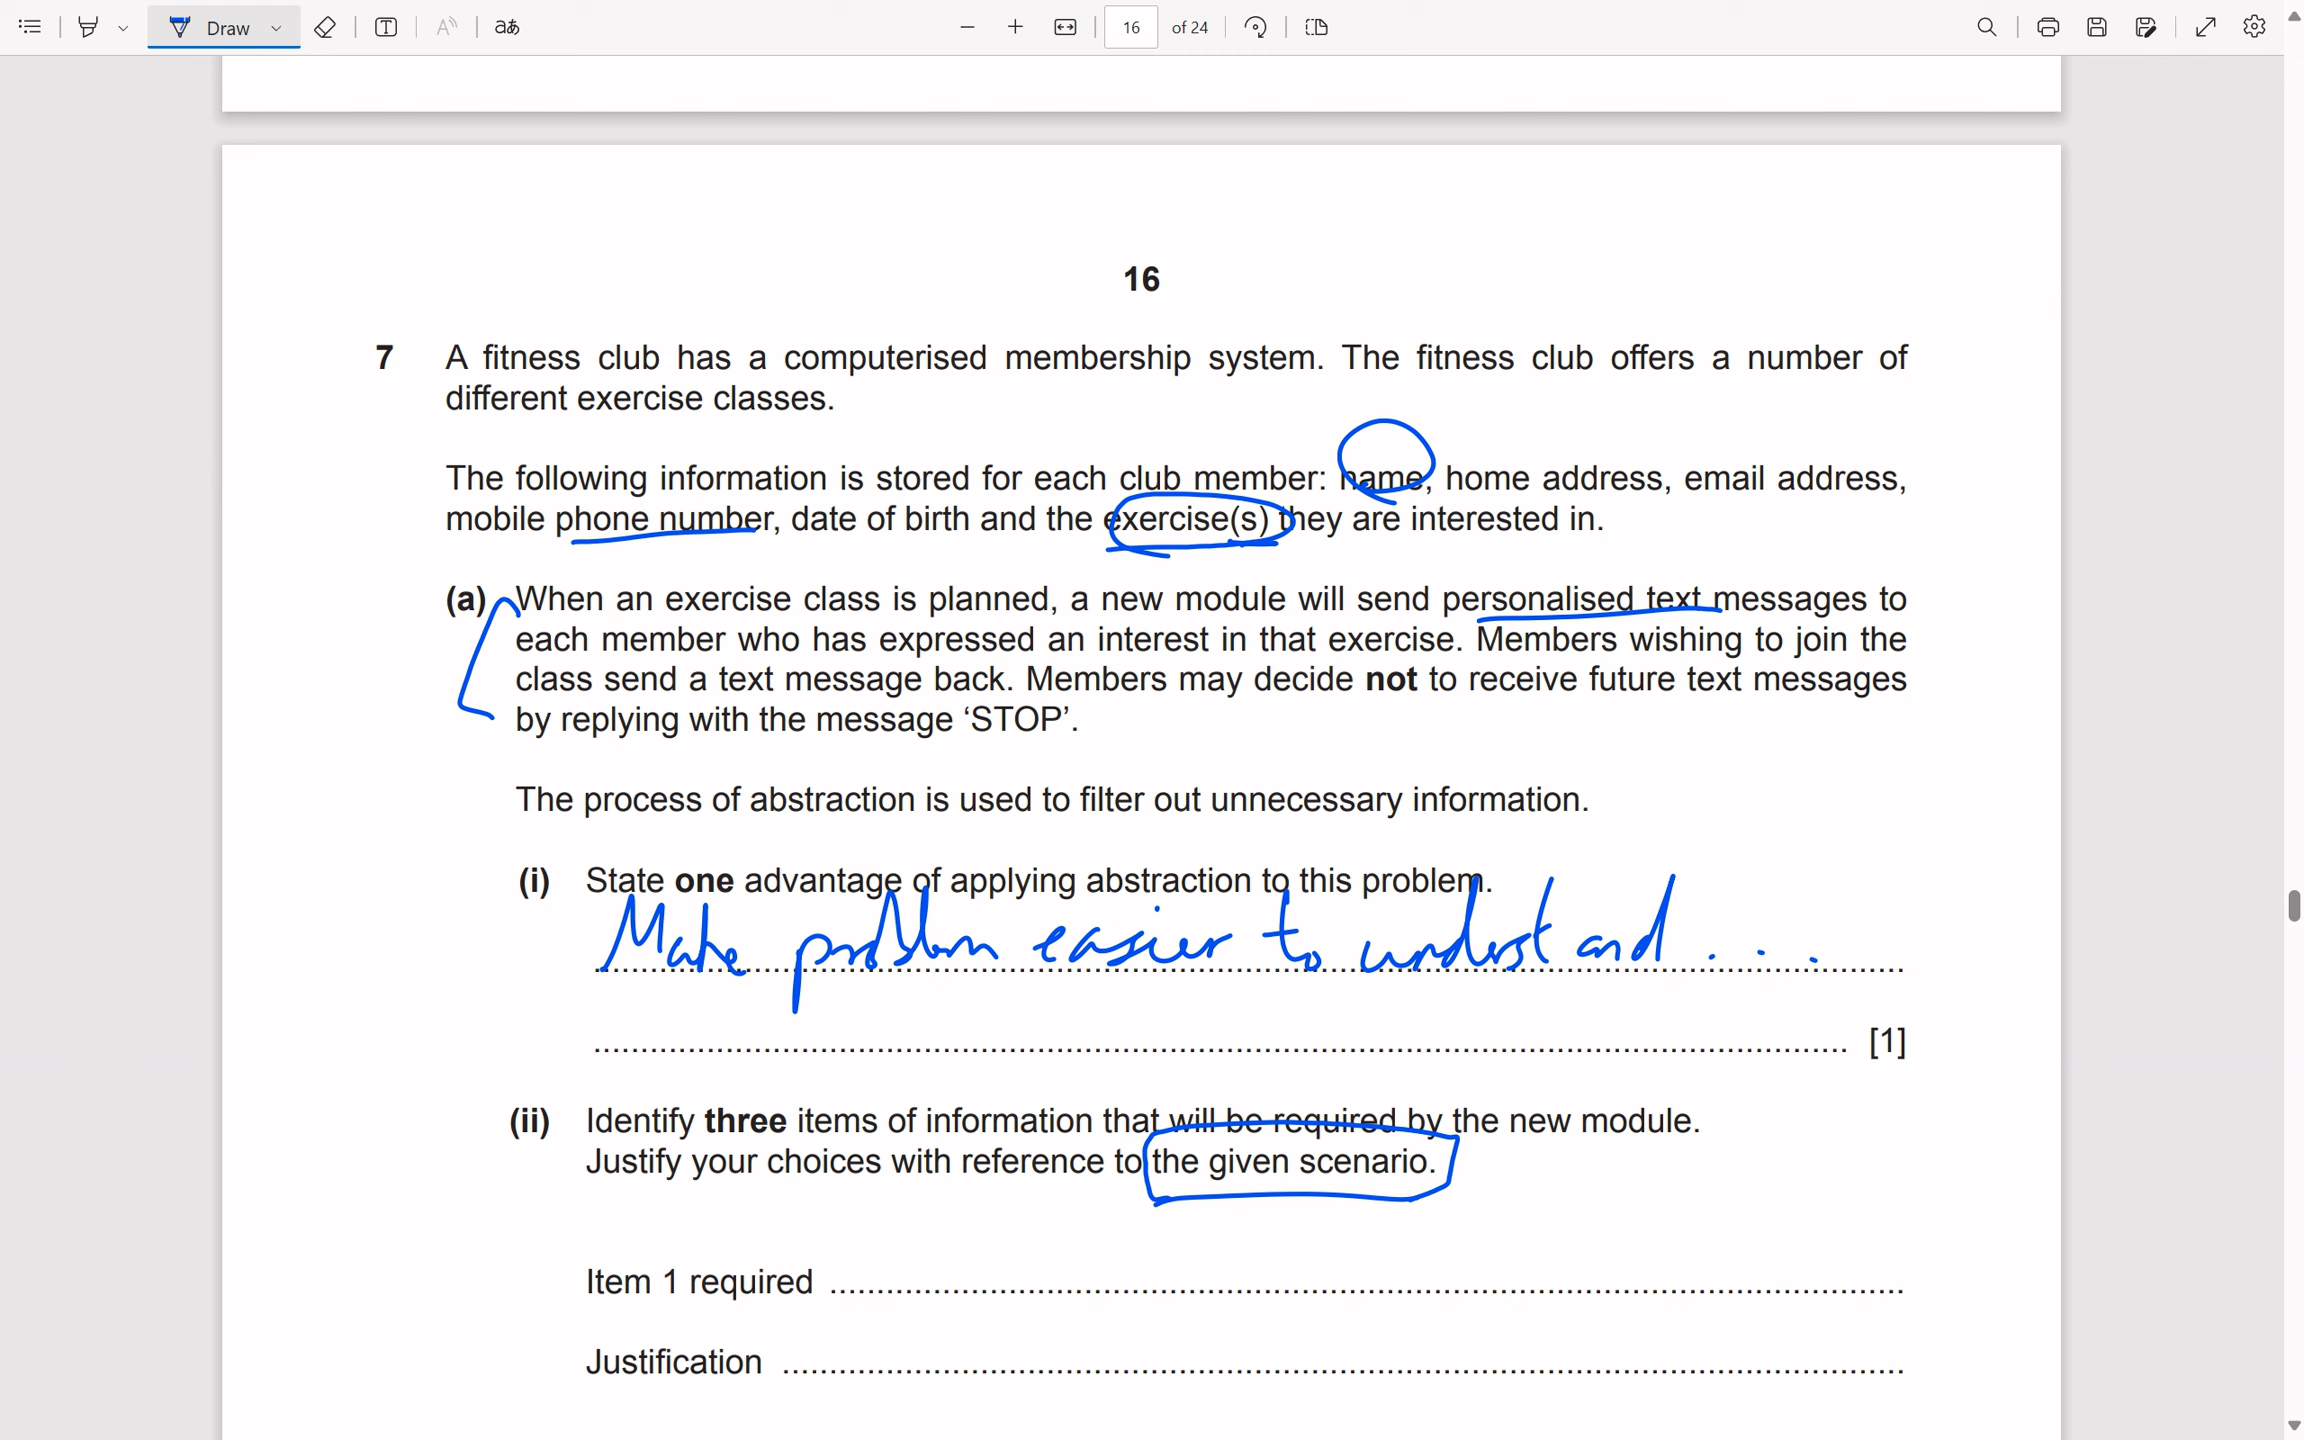 Draw
16
of 24
16
7 A fitness club has a computerised membership system. The fitness club offers a number of
different exercise classes.
The following information is stored for each club member: name, home address, email address,
mobile phone number, date of birth and the exercise(s) they are interested in.
(a) When an exercise class is planned, a new module will send personalised text messages to
each member who has expressed an interest in that exercise. Members wishing to join the
class send a text message back. Members may decide not to receive future text messages
by replying with the message ‘STOP’.
The process of abstraction is used to filter out unnecessary information.
(i) State one advantage of applying abstraction to this problem.
Make problem easier to understand . . .
[1]
(ii) Identify three items of information that will be required by the new module.
Justify your choices with reference to the given scenario.
Item 1 required
Justification